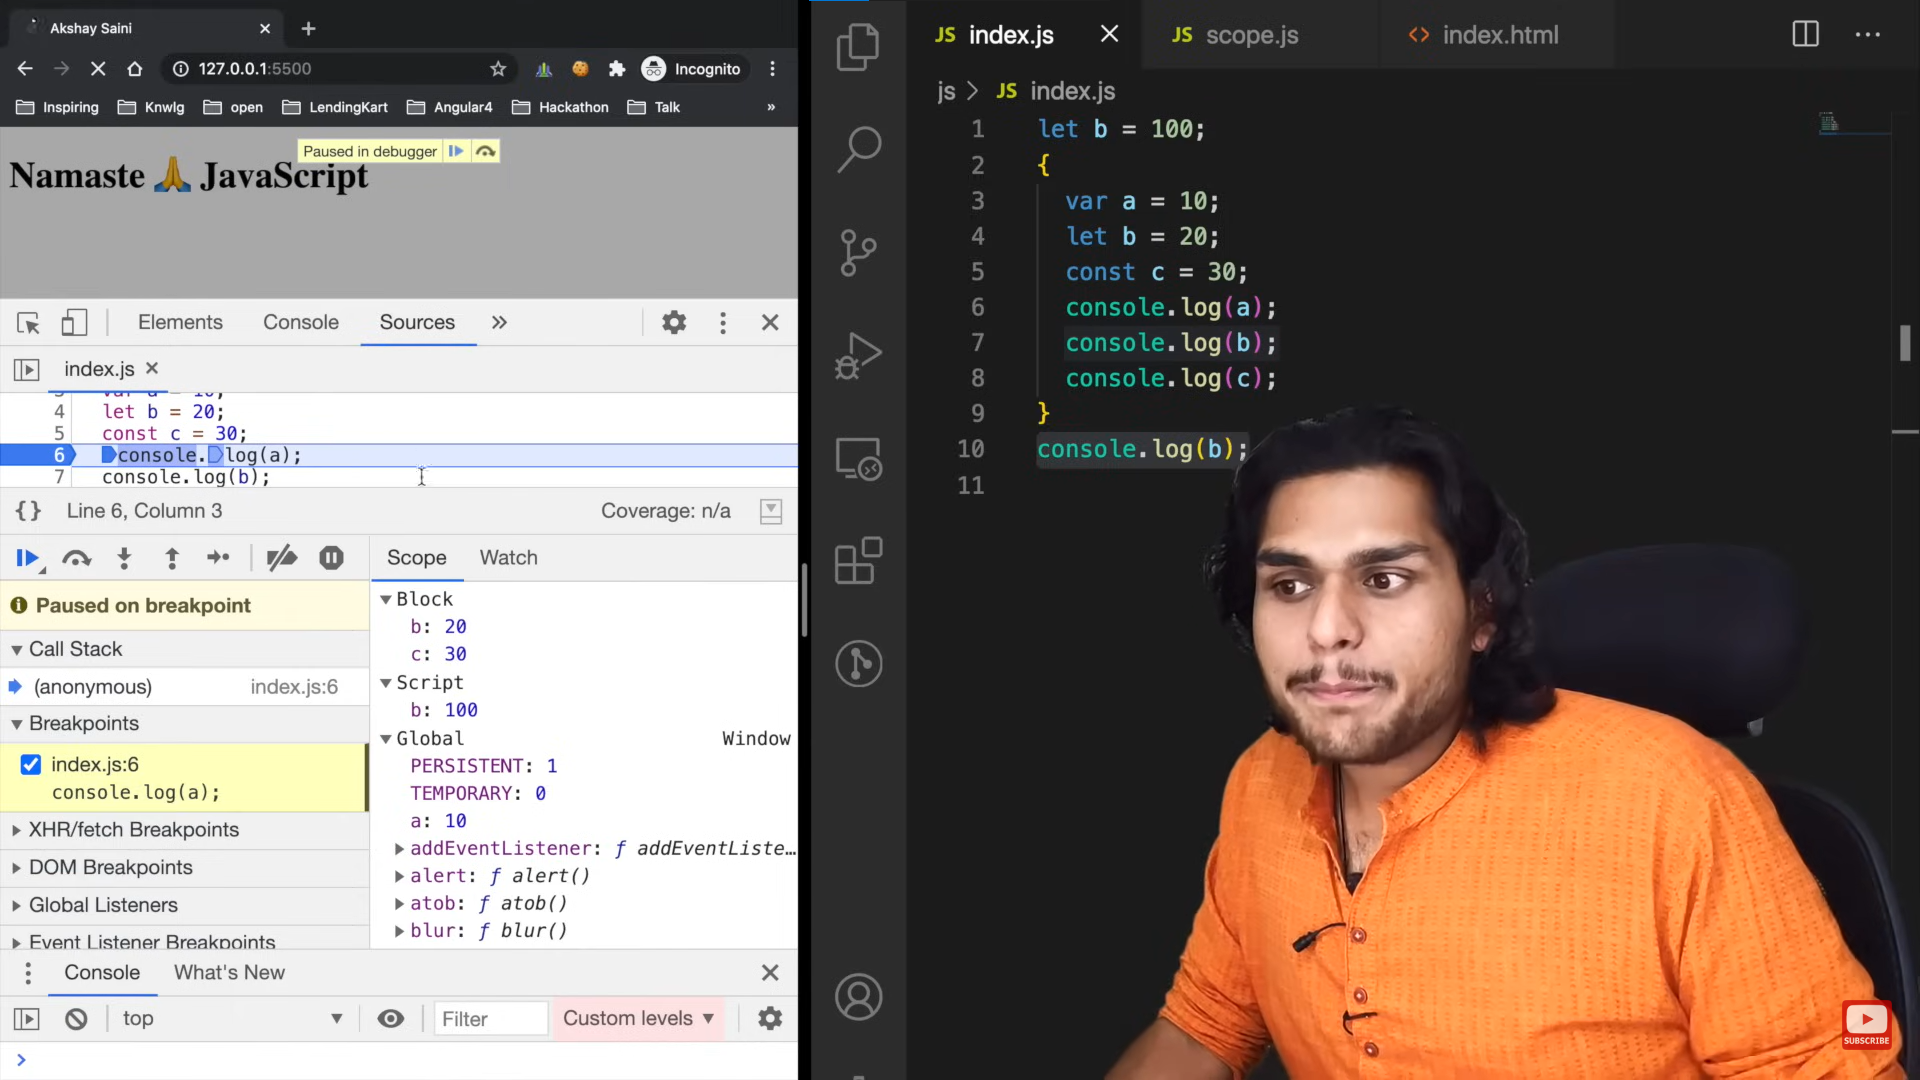 Akshay Saini
127.0.0.1:5500
Incognito
Inspiring Knwlg open LendingKart Angular4 Hackathon Talk »
Paused in debugger
Namaste 🙏 JavaScript
Elements Console Sources »
index.js
4 let b = 20;
5 const c = 30;
6 console.log(a);
7 console.log(b);
{} Line 6, Column 3 Coverage: n/a
Scope Watch
Paused on breakpoint
Call Stack
(anonymous) index.js:6
Breakpoints
index.js:6
console.log(a);
XHR/fetch Breakpoints
DOM Breakpoints
Global Listeners
Event Listener Breakpoints
Block
b: 20
c: 30
Script
b: 100
Global Window
PERSISTENT: 1
TEMPORARY: 0
a: 10
addEventListener: ƒ addEventListe…
alert: ƒ alert()
atob: ƒ atob()
blur: ƒ blur()
Console What's New
top Filter Custom levels
>
JS index.js JS scope.js <> index.html
js > JS index.js
1 let b = 100;
2 {
3 var a = 10;
4 let b = 20;
5 const c = 30;
6 console.log(a);
7 console.log(b);
8 console.log(c);
9 }
10 console.log(b);
11
SUBSCRIBE